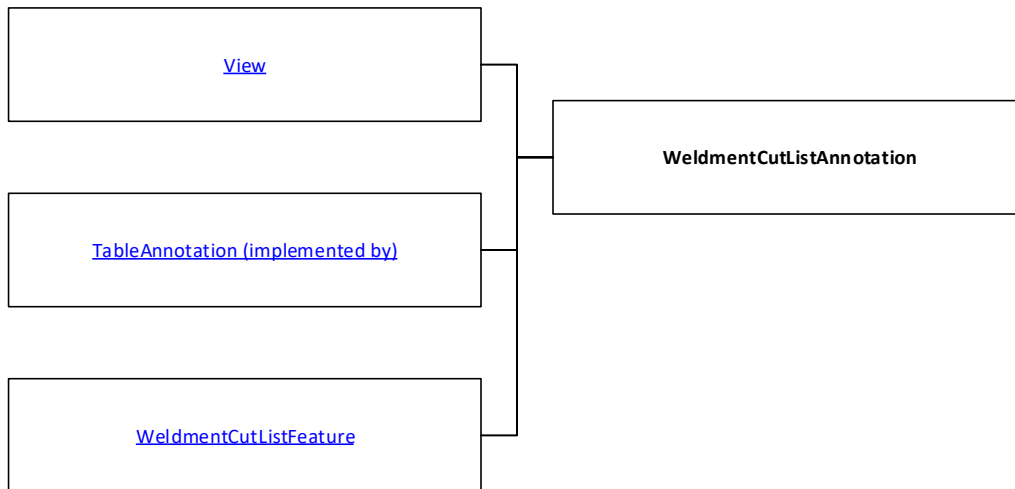 View
WeldmentCutListAnnotation
TableAnnotation (implemented by)
WeldmentCutListFeature